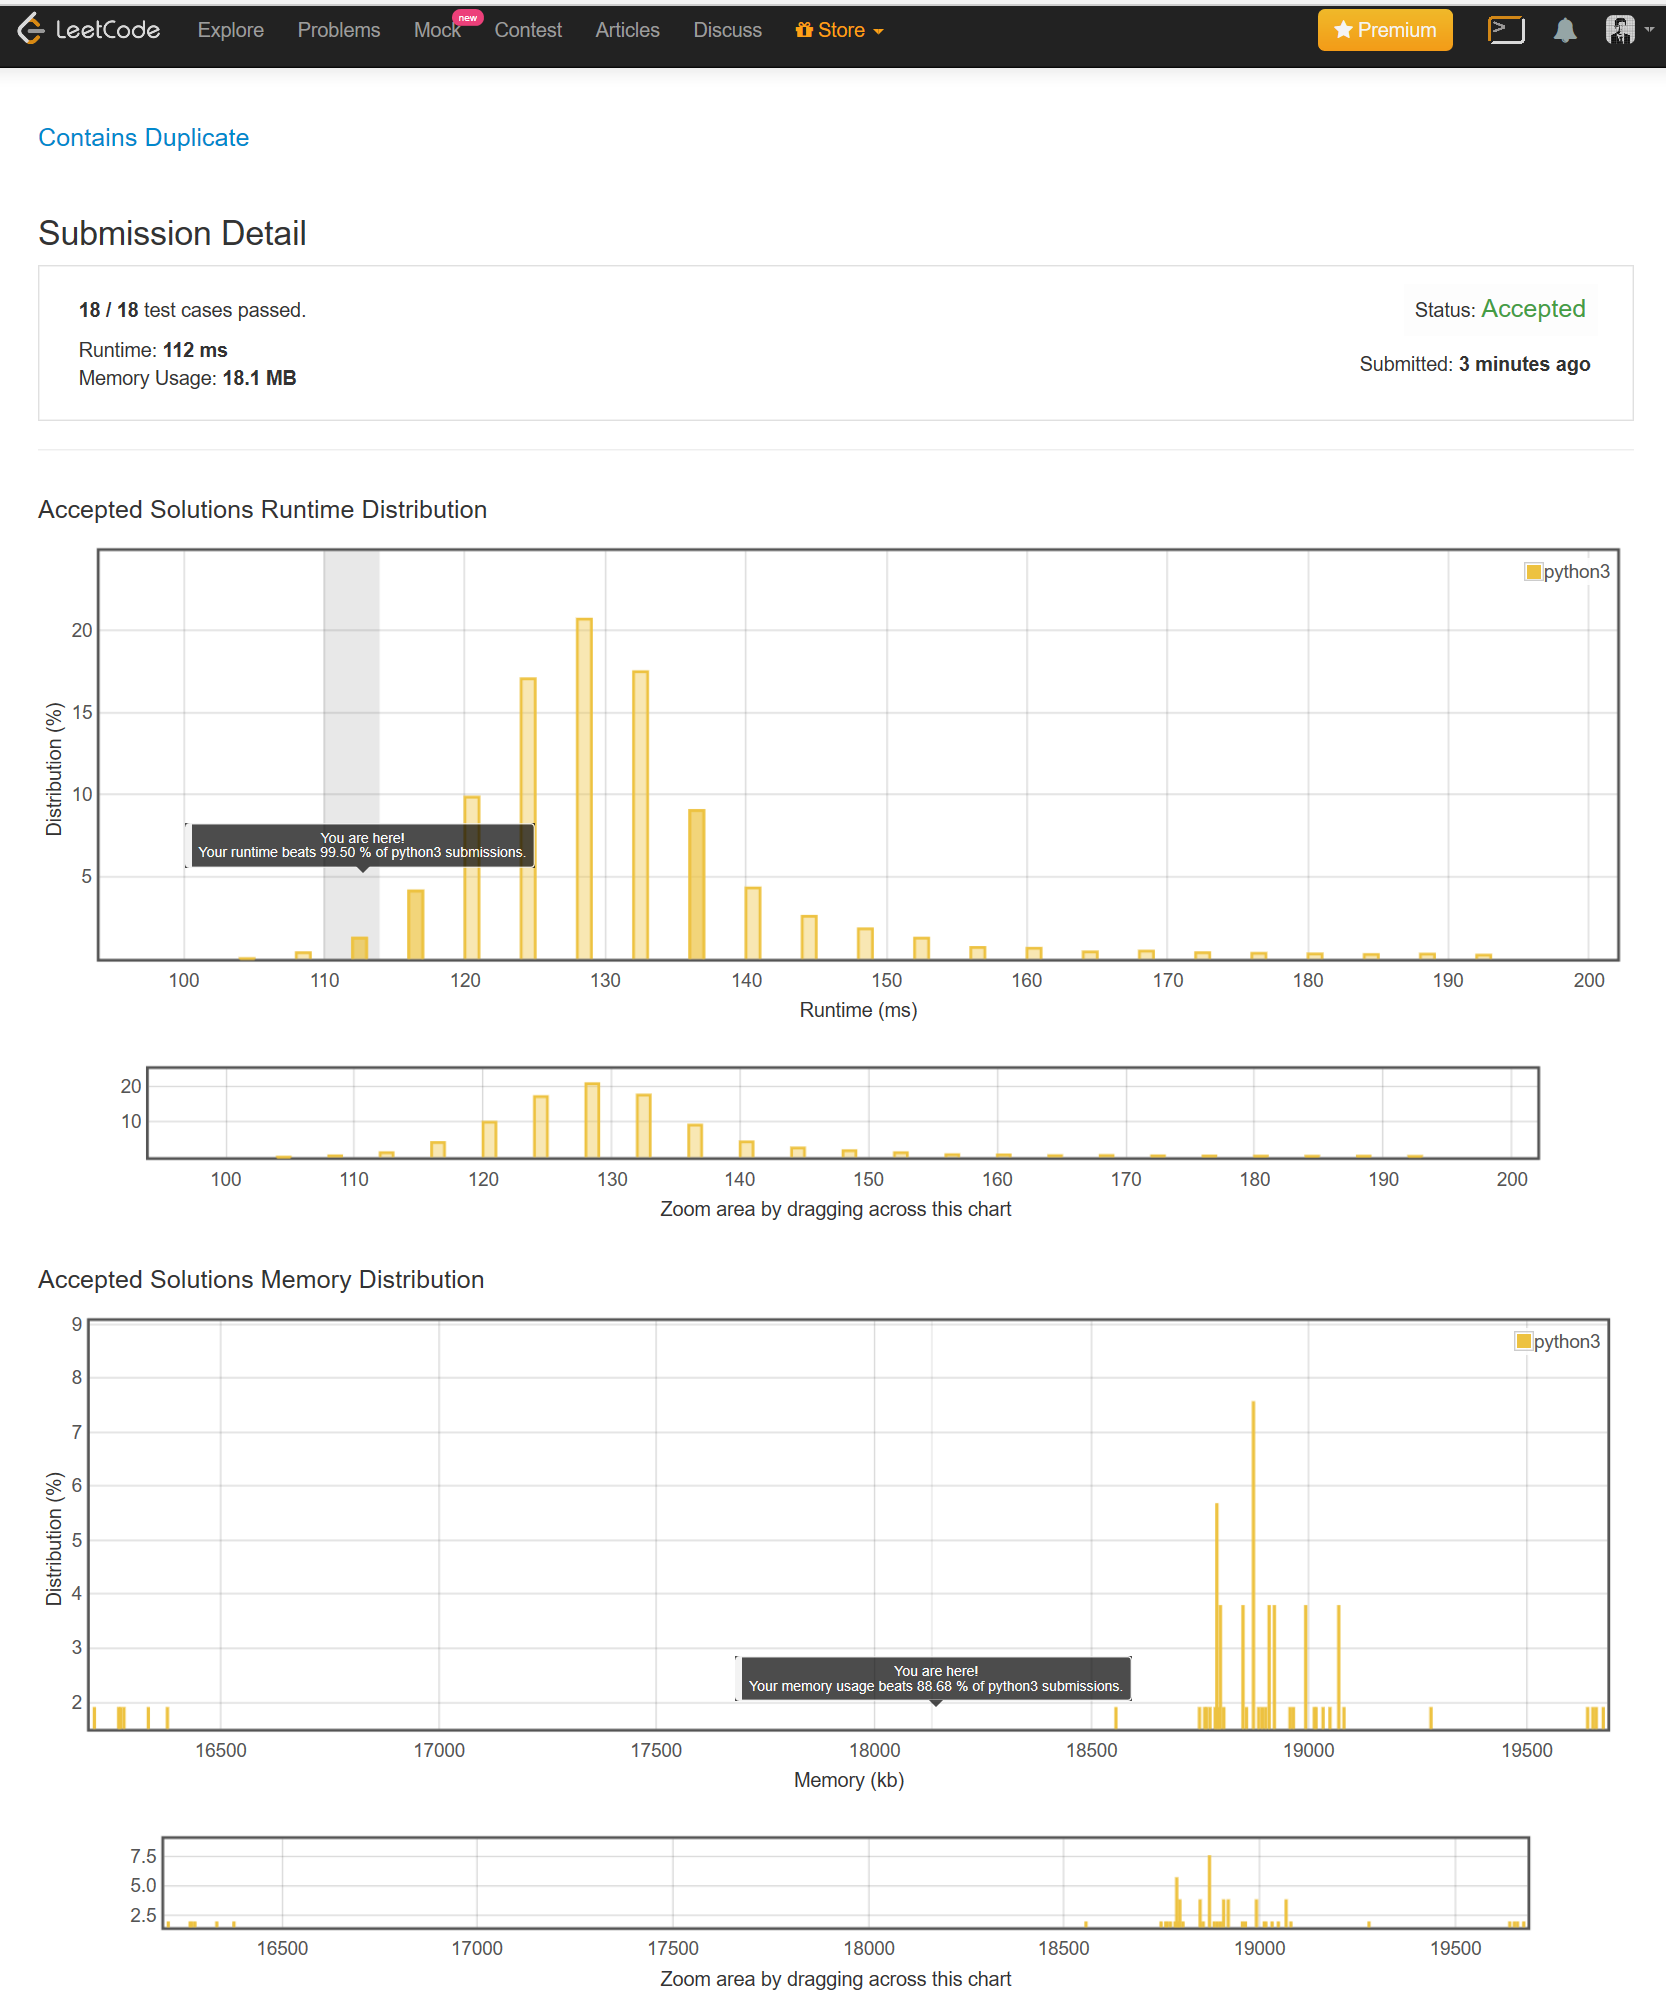 LeetCode Explore Problems Mock new Contest Articles Discuss Store Premium
Contains Duplicate
Submission Detail
18 / 18 test cases passed.
Status: Accepted
Runtime: 112 ms
Submitted: 3 minutes ago
Memory Usage: 18.1 MB
Accepted Solutions Runtime Distribution
python3
20
15
10
5
Distribution (%)
You are here!
Your runtime beats 99.50 % of python3 submissions.
100 110 120 130 140 150 160 170 180 190 200
Runtime (ms)
20
10
100 110 120 130 140 150 160 170 180 190 200
Zoom area by dragging across this chart
Accepted Solutions Memory Distribution
python3
9
8
7
6
5
4
3
2
Distribution (%)
You are here!
Your memory usage beats 88.68 % of python3 submissions.
16500 17000 17500 18000 18500 19000 19500
Memory (kb)
7.5
5.0
2.5
16500 17000 17500 18000 18500 19000 19500
Zoom area by dragging across this chart